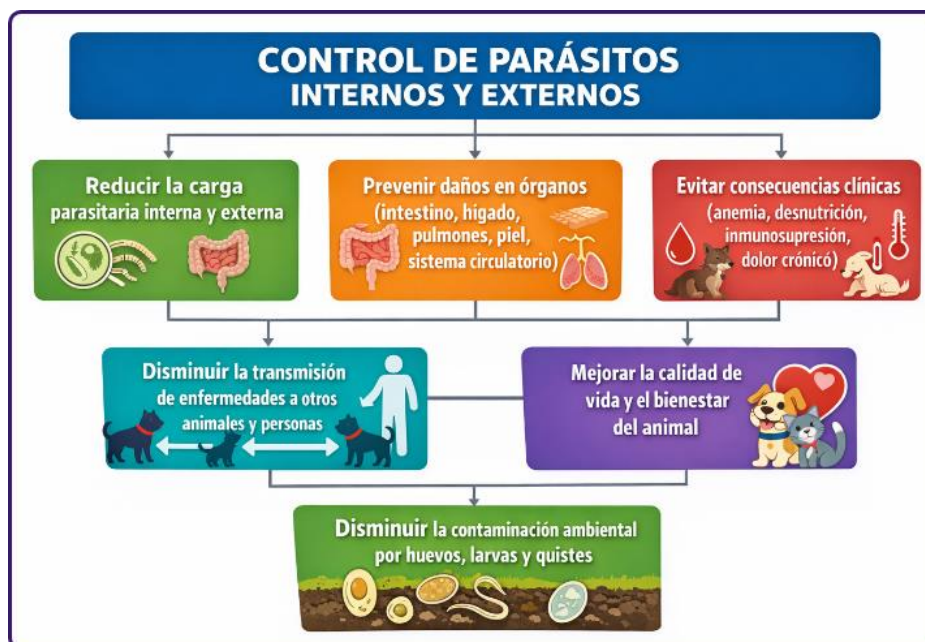 CONTROL DE PARÁSITOS
INTERNOS Y EXTERNOS
Reducir la carga
parasitaria interna y externa
Prevenir daños en órganos
(intestino, hígado,
pulmones, piel,
sistema circulatorio)
Evitar consecuencias clínicas
(anemia, desnutrición,
inmunosupresión,
dolor crónicó)
Disminuir la transmisión
de enfermedades a otros
animales y personas
Mejorar la calidad de
vida y el bienestar
del animal
Disminuir la contaminación ambiental
por huevos, larvas y quistes